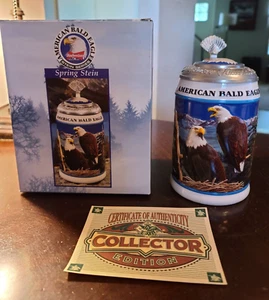 AMERICAN BALD EAGLE
Spring Stein
AMERICAN BALD EAGLE
AMERICAN BALD EAGLE
CERTIFICATE OF AUTHENTICITY
COLLECTOR
EDITION